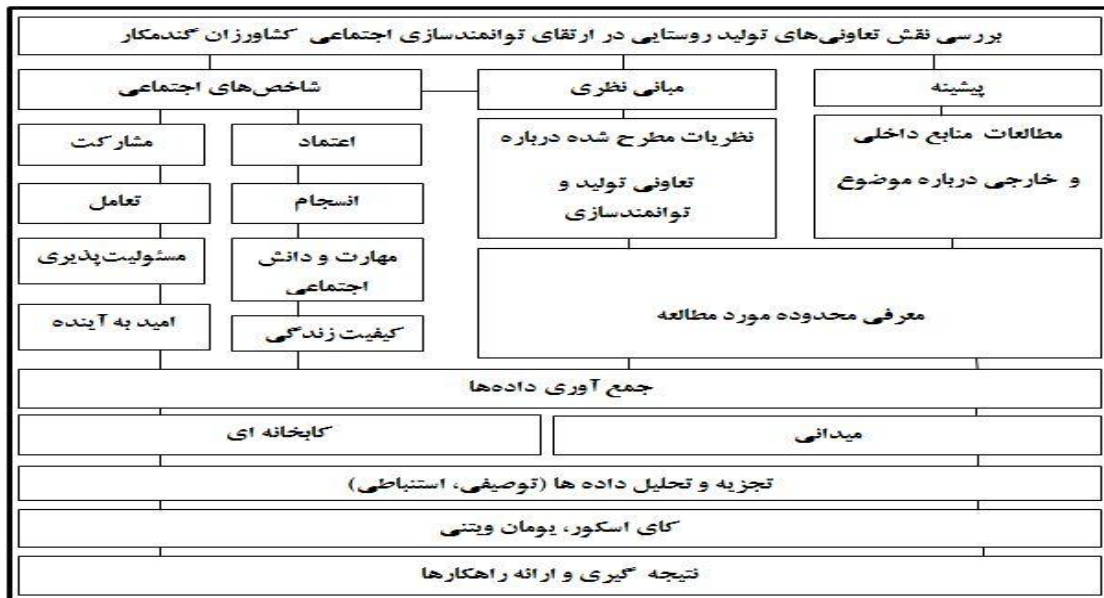 بررسی نقش تعاونی‌های تولید روستایی در ارتقای توانمندسازی اجتماعی کشاورزان گندمکار
پیشینه
مبانی نظری
شاخص‌های اجتماعی
مطالعات منابع داخلی
و خارجی درباره موضوع
نظریات مطرح شده درباره
تعاونی تولید و
توانمندسازی
اعتماد
مشارکت
انسجام
تعامل
مهارت و دانش
اجتماعی
مسئولیت‌پذیری
کیفیت زندگی
امید به آینده
معرفی محدوده مورد مطالعه
جمع آوری داده‌ها
میدانی
کابخانه ای
تجزیه و تحلیل داده ها (توصیفی، استنباطی)
کای اسکور، یومان ویتنی
نتیجه گیری و ارائه راهکارها